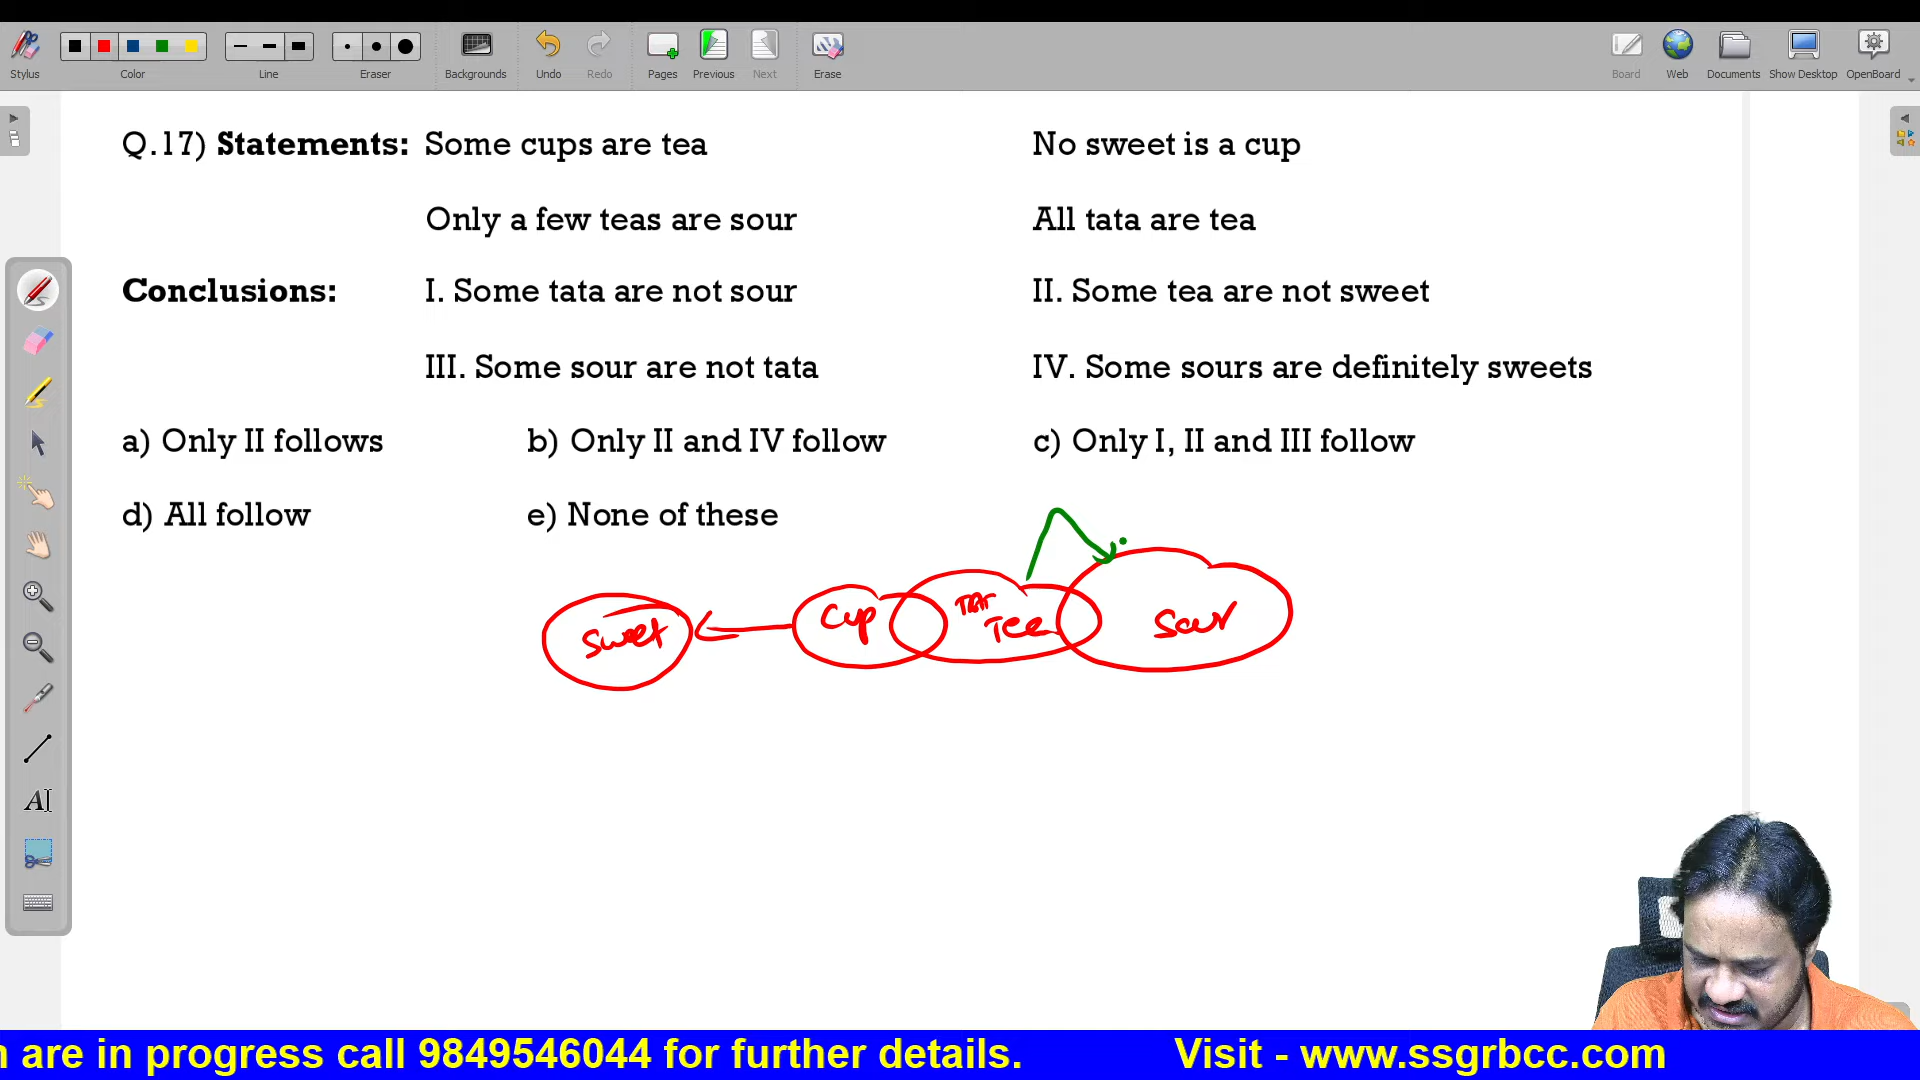 Stylus Color Line Eraser Backgrounds Undo Redo Pages Previous Next Erase Board Web Documents Show Desktop OpenBoard
Q.17) Statements: Some cups are tea No sweet is a cup
Only a few teas are sour All tata are tea
Conclusions: I. Some tata are not sour II. Some tea are not sweet
III. Some sour are not tata IV. Some sours are definitely sweets
a) Only II follows b) Only II and IV follow c) Only I, II and III follow
d) All follow e) None of these
Sweet Cup Tea Sour
n are in progress call 9849546044 for further details. Visit - www.ssgrbcc.com